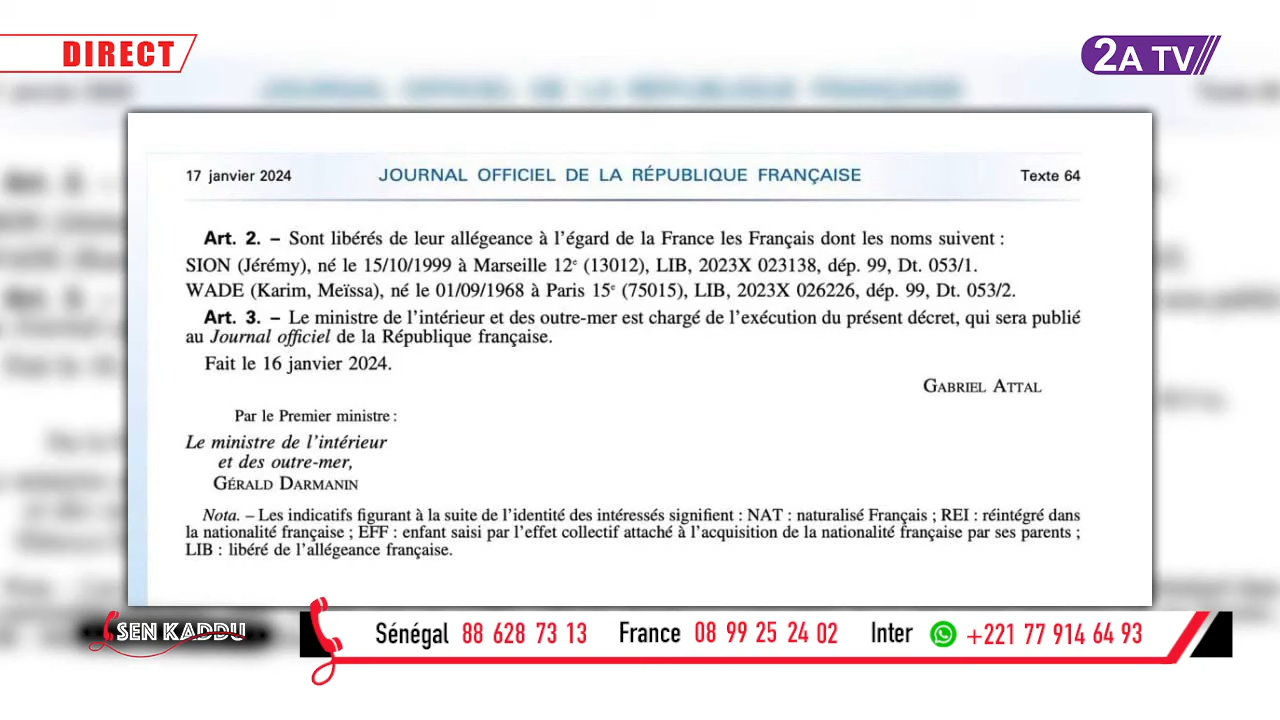 DIRECT
2A TV
17 janvier 2024 JOURNAL OFFICIEL DE LA RÉPUBLIQUE FRANÇAISE Texte 64
Art. 2. – Sont libérés de leur allégeance à l’égard de la France les Français dont les noms suivent :
SION (Jérémy), né le 15/10/1999 à Marseille 12e (13012), LIB, 2023X 023138, dép. 99, Dt. 053/1.
WADE (Karim, Meïssa), né le 01/09/1968 à Paris 15e (75015), LIB, 2023X 026226, dép. 99, Dt. 053/2.
Art. 3. – Le ministre de l’intérieur et des outre-mer est chargé de l’exécution du présent décret, qui sera publié
au Journal officiel de la République française.
Fait le 16 janvier 2024.
GABRIEL ATTAL
Par le Premier ministre :
Le ministre de l’intérieur
et des outre-mer,
GÉRALD DARMANIN
Nota. – Les indicatifs figurant à la suite de l’identité des intéressés signifient : NAT : naturalisé Français ; REI : réintégré dans
la nationalité française ; EFF : enfant saisi par l’effet collectif attaché à l’acquisition de la nationalité française par ses parents ;
LIB : libéré de l’allégeance française.
SEN KADDU
Sénégal 88 628 73 13 France 08 99 25 24 02 Inter +221 77 914 64 93